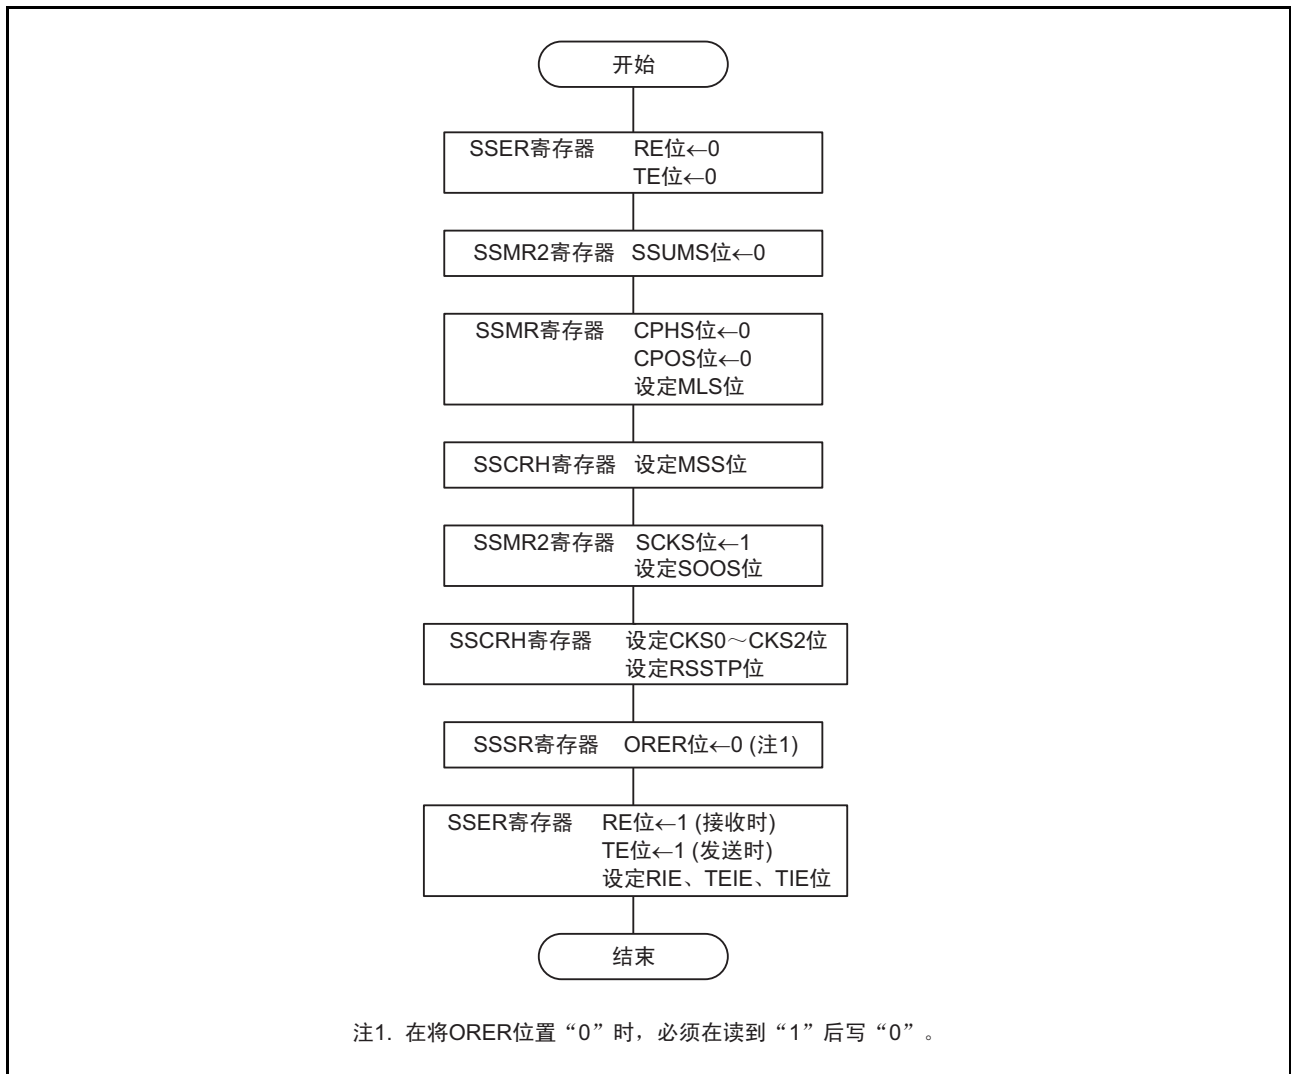 开始
SSER寄存器 RE位←0
TE位←0
SSMR2寄存器 SSUMS位←0
SSMR寄存器 CPHS位←0
CPOS位←0
设定MLS位
SSCRH寄存器 设定MSS位
SSMR2寄存器 SCKS位←1
设定SOOS位
SSCRH寄存器 设定CKS0～CKS2位
设定RSSTP位
SSSR寄存器 ORER位←0 (注1)
SSER寄存器 RE位←1 (接收时)
TE位←1 (发送时)
设定RIE、TEIE、TIE位
结束
注1. 在将ORER位置“0”时，必须在读到“1”后写“0”。